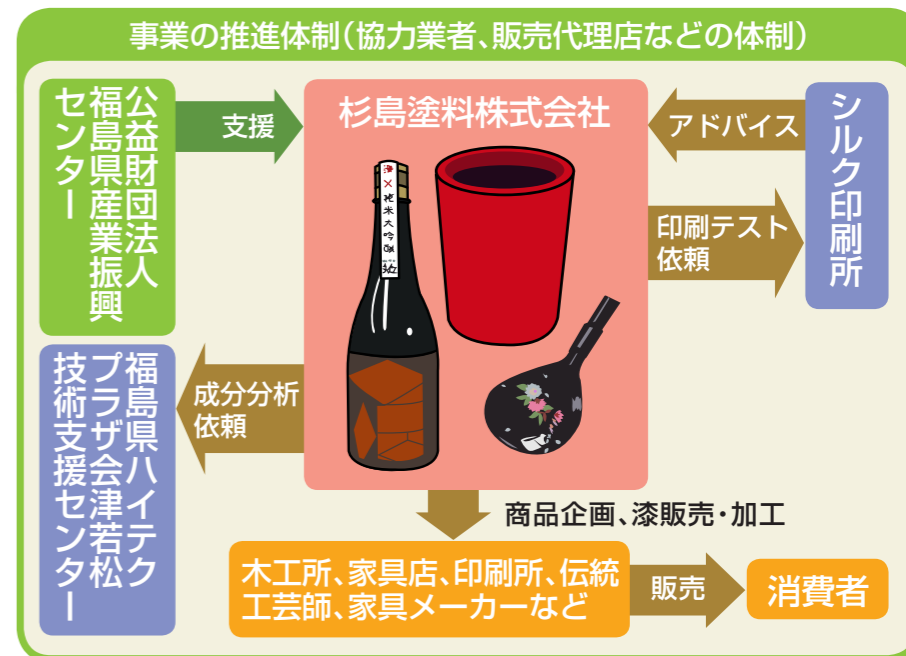 事業の推進体制（協力業者、販売代理店などの体制）
公益財団法人
福島県産業振興
センター
支援
杉島塗料株式会社
アドバイス
シルク印刷所
印刷テスト
依頼
福島県ハイテク
プラザ会津若松
技術支援センター
成分分析
依頼
商品企画、漆販売・加工
木工所、家具店、印刷所、伝統
工芸師、家具メーカーなど
販売
消費者